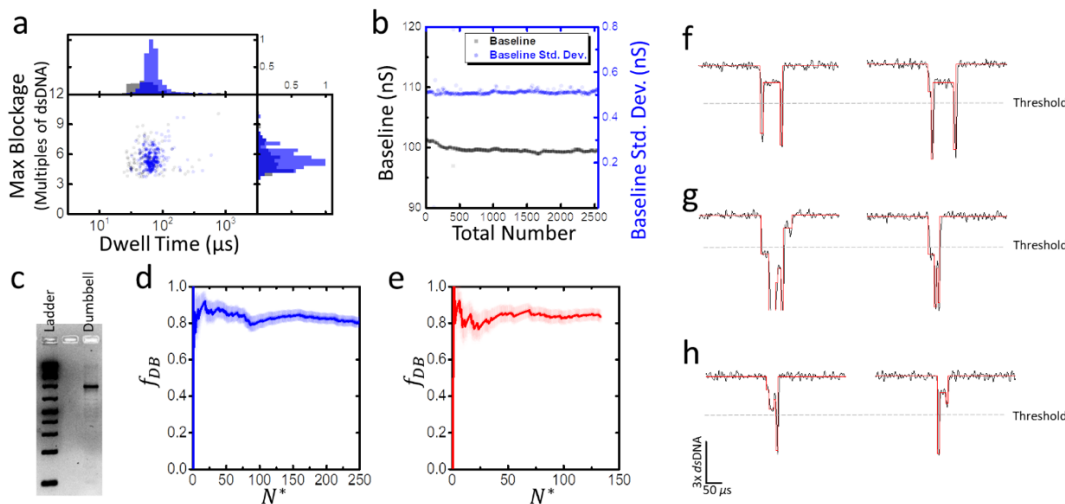 a
Max Blockage
(Multiples of dsDNA)
12
9
6
3
0
10¹
10²
10³
Dwell Time (µs)
1
0.5
0.5
1
b
Baseline
Baseline Std. Dev.
Baseline (nS)
120
110
100
90
0
500
1000
1500
2000
2500
Total Number
0.8
0.6
0.4
0.2
Baseline Std. Dev. (nS)
c
Ladder
Dumbbell
d
f_DB
1.0
0.8
0.6
0.4
0.2
0.0
0
50
100
150
200
250
N*
e
f_DB
1.0
0.8
0.6
0.4
0.2
0.0
0
50
100
150
N*
f
Threshold
g
Threshold
h
Threshold
3x dsDNA
50 µs